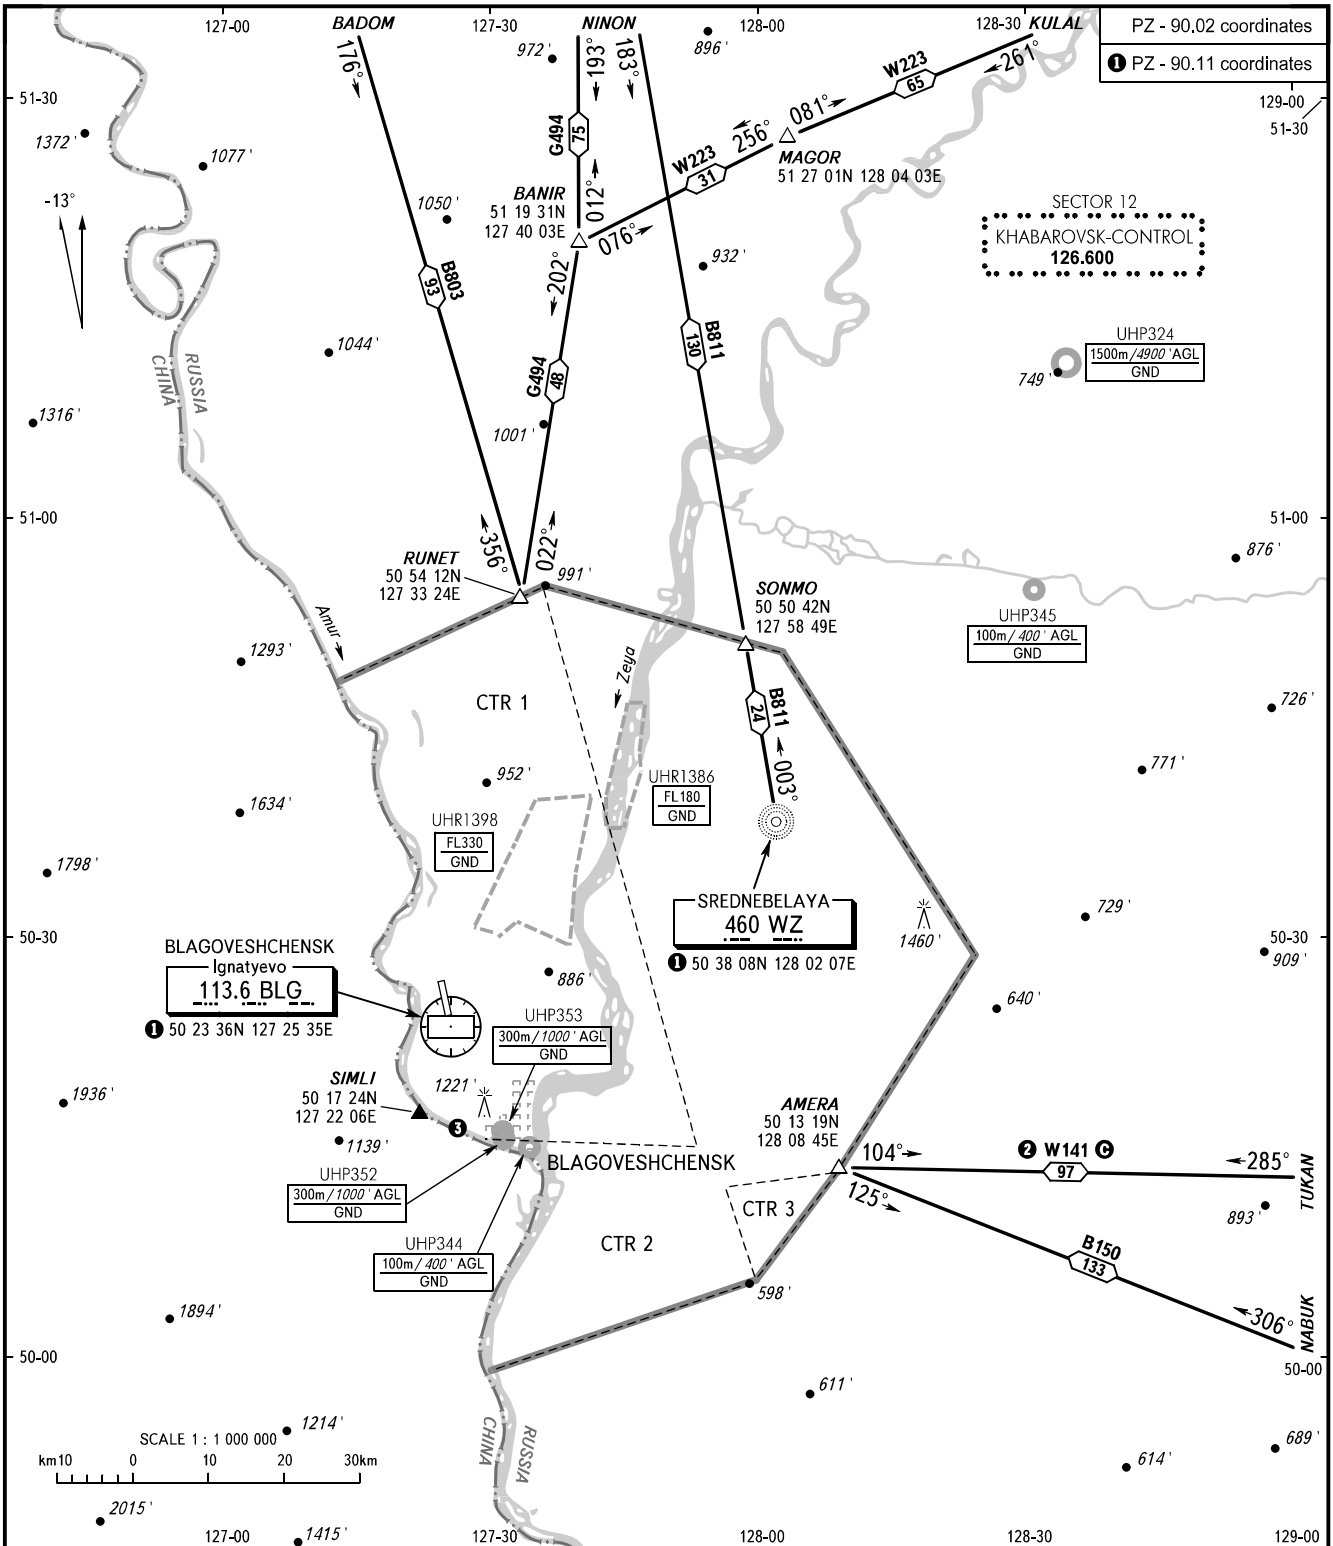 127-00
BADOM
127-30
NINON
128-00
128-30
KULAL
PZ - 90.02 coordinates
❶ PZ - 90.11 coordinates
176°
972'
193°
183°
896'
W223
65
261°
51-30
129-00
51-30
1372'
1077'
G494
75
081°
256°
MAGOR
51 27 01N 128 04 03E
W223
31
-13°
1050'
BANIR
51 19 31N
127 40 03E
012°
076°
SECTOR 12
KHABAROVSK-CONTROL
126.600
932'
202°
B803
93
B811
130
1044'
RUSSIA
CHINA
G494
48
UHP324
1500m/4900'AGL
GND
749'
1316'
1001'
51-00
51-00
356°
022°
RUNET
50 54 12N
127 33 24E
991'
876'
SONMO
50 50 42N
127 58 49E
UHP345
100m/400' AGL
GND
Amur
1293'
Zeya
CTR 1
B811
24
726'
003°
771'
952'
UHR1386
FL180
GND
1634'
UHR1398
FL330
GND
1798'
SREDNEBELAYA
460 WZ
❶ 50 38 08N 128 02 07E
1460'
729'
50-30
50-30
909'
BLAGOVESHCHENSK
Ignatyevo
113.6 BLG
❶ 50 23 36N 127 25 35E
886'
640'
UHP353
300m/1000' AGL
GND
1936'
SIMLI
50 17 24N
127 22 06E
1221'
❸
AMERA
50 13 19N
128 08 45E
1139'
BLAGOVESHCHENSK
104°
❷ W141 C
97
285°
TUKAN
UHP352
300m/1000' AGL
GND
125°
CTR 3
893'
UHP344
100m/400' AGL
GND
CTR 2
B150
133
598'
1894'
306°
NABUK
50-00
50-00
611'
1214'
SCALE 1 : 1 000 000
km10 0 10 20 30km
CHINA
RUSSIA
689'
614'
2015'
1415'
127-00
127-30
128-00
128-30
129-00